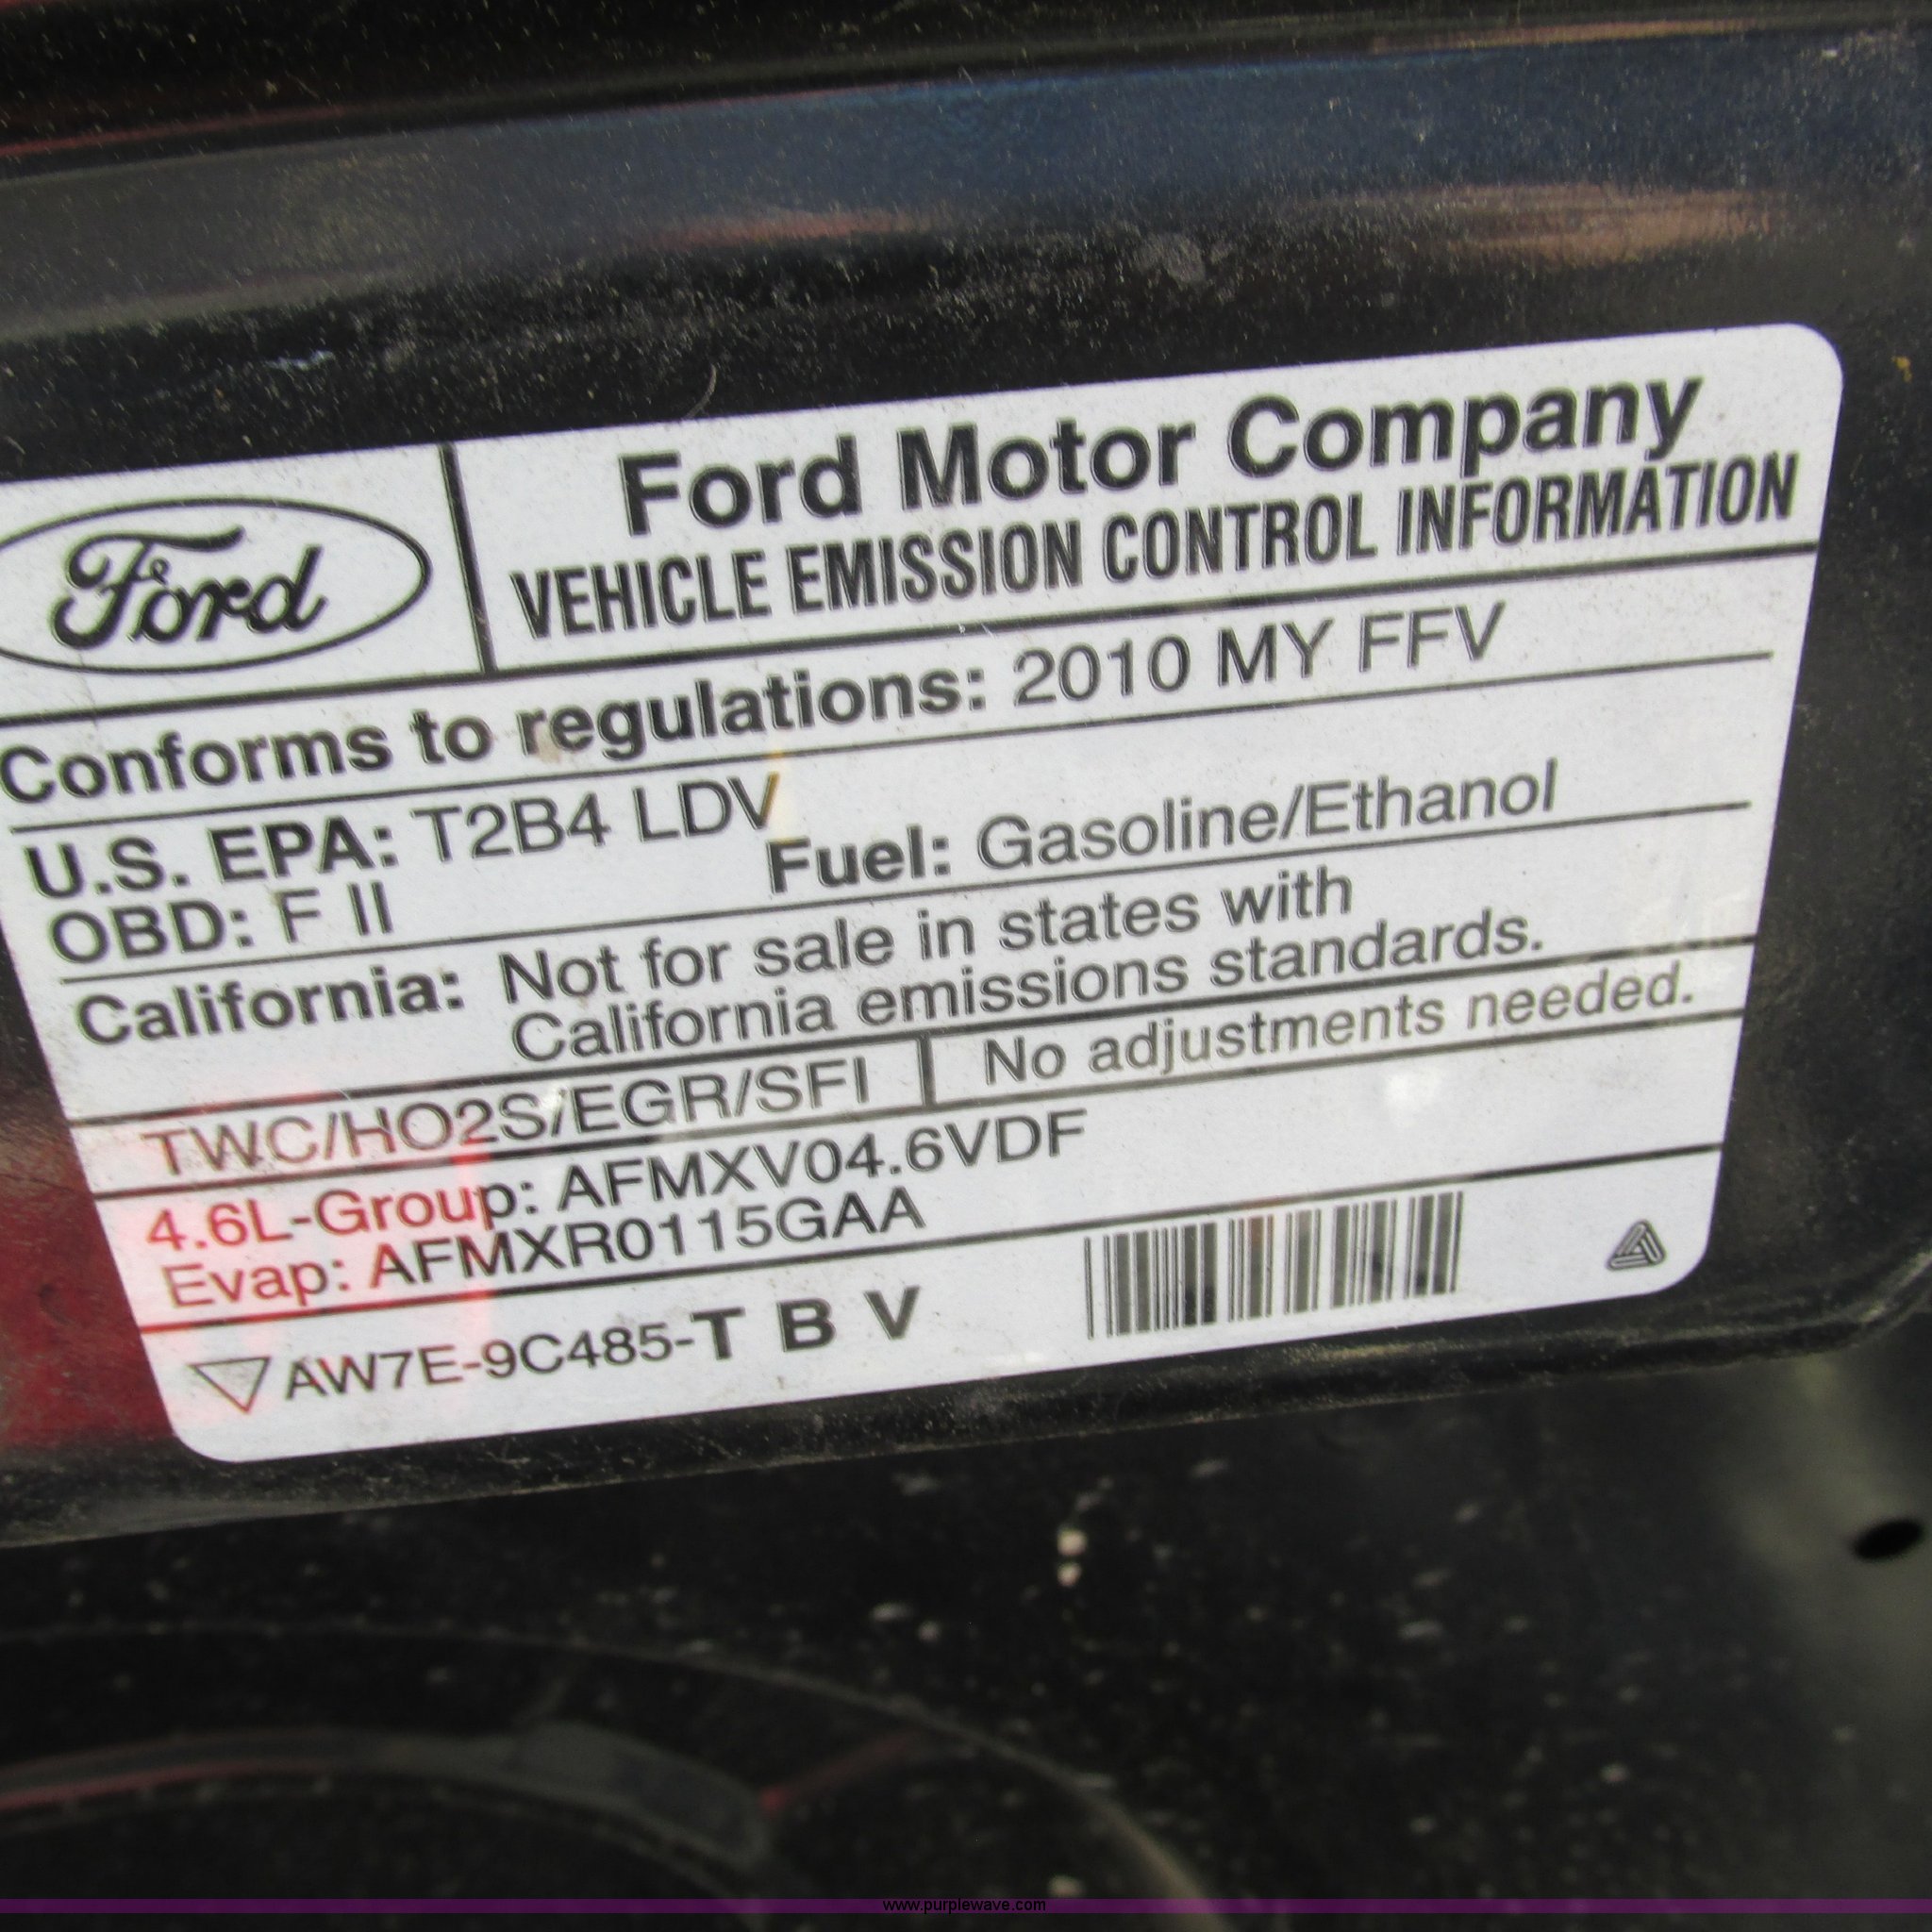 Ford
Ford Motor Company
VEHICLE EMISSION CONTROL INFORMATION
Conforms to regulations: 2010 MY FFV
U.S. EPA: T2B4 LDV
OBD: F II
Fuel: Gasoline/Ethanol
California: Not for sale in states with
California emissions standards.
TWC/HO2S/EGR/SFI
No adjustments needed.
4.6L-Group: AFMXV04.6VDF
Evap: AFMXR0115GAA
AW7E-9C485-T B V
www.purplewave.com